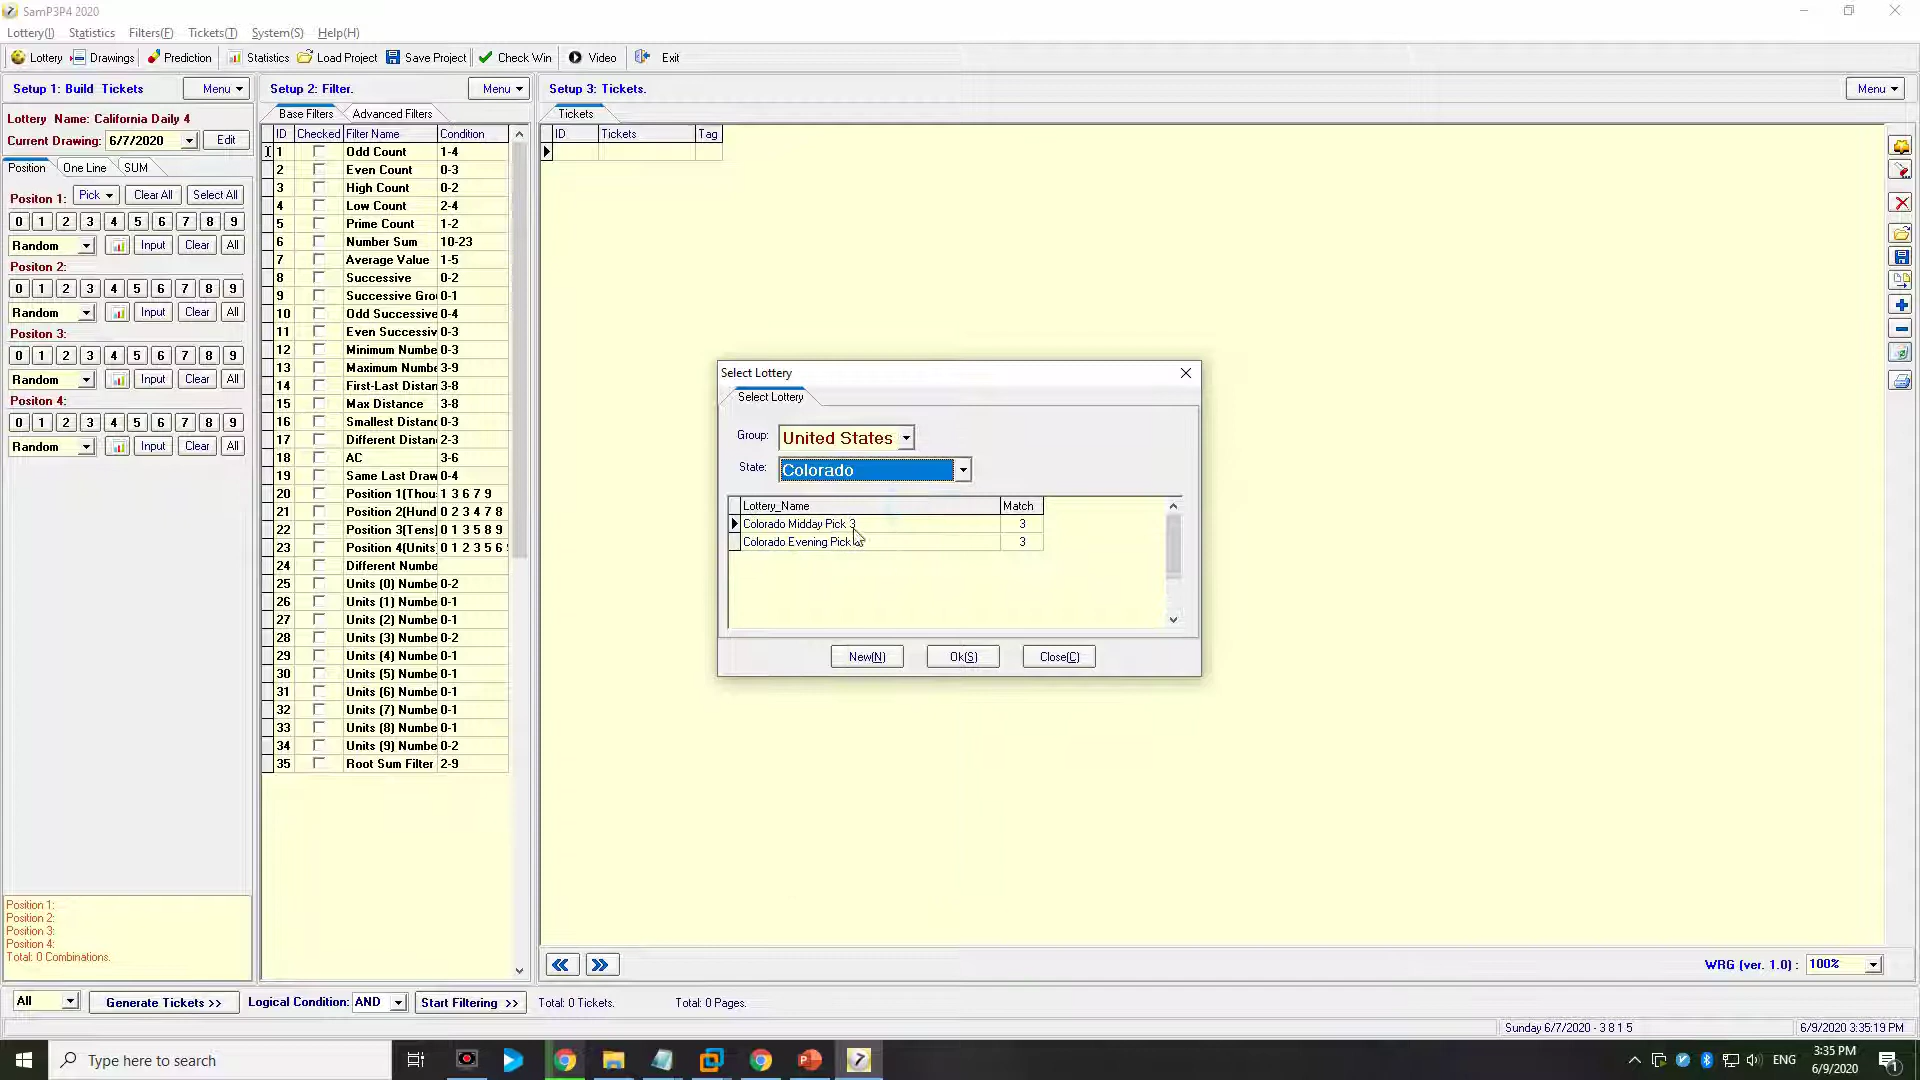 SamP3P4 2020
Lottery(I) Statistics Filters(F) Tickets(T) System(S) Help(H)
Lottery Drawings Prediction Statistics Load Project Save Project Check Win Video Exit
Setup 1: Build Tickets Menu
Lottery Name: California Daily 4
Current Drawing: 6/7/2020 Edit
Position One Line SUM
Positon 1: Pick Clear All Select All
0 1 2 3 4 5 6 7 8 9
Random Input Clear All
Positon 2:
0 1 2 3 4 5 6 7 8 9
Random Input Clear All
Positon 3:
0 1 2 3 4 5 6 7 8 9
Random Input Clear All
Positon 4:
0 1 2 3 4 5 6 7 8 9
Random Input Clear All
Position 1:
Position 2:
Position 3:
Position 4:
Total: 0 Combinations.
All Generate Tickets >>
Setup 2: Filter. Menu
Base Filters Advanced Filters
ID Checked Filter Name Condition
1 Odd Count 1-4
2 Even Count 0-3
3 High Count 0-2
4 Low Count 2-4
5 Prime Count 1-2
6 Number Sum 10-23
7 Average Value 1-5
8 Successive 0-2
9 Successive Gro 0-1
10 Odd Successive 0-4
11 Even Successiv 0-3
12 Minimum Numbe 0-3
13 Maximum Numbe 3-9
14 First-Last Distan 3-8
15 Max Distance 3-8
16 Smallest Distanc 0-3
17 Different Distan 2-3
18 AC 3-6
19 Same Last Draw 0-4
20 Position 1(Thou: 1 3 6 7 9
21 Position 2(Hund 0 2 3 4 7 8
22 Position 3(Tens) 0 1 3 5 8 9
23 Position 4(Units) 0 1 2 3 5 6
24 Different Numbe
25 Units (0) Numbe 0-2
26 Units (1) Numbe 0-1
27 Units (2) Numbe 0-1
28 Units (3) Numbe 0-2
29 Units (4) Numbe 0-1
30 Units (5) Numbe 0-1
31 Units (6) Numbe 0-1
32 Units (7) Numbe 0-1
33 Units (8) Numbe 0-1
34 Units (9) Numbe 0-2
35 Root Sum Filter 2-9
Logical Condition: AND Start Filtering >>
Setup 3: Tickets. Menu
Tickets
ID Tickets Tag
Select Lottery
Select Lottery
Group: United States
State: Colorado
Lottery_Name Match
Colorado Midday Pick 3 3
Colorado Evening Pick 3
New(N) Ok(S) Close(C)
WRG (ver. 1.0) : 100%
Total: 0 Tickets. Total: 0 Pages.
Sunday 6/7/2020 - 3 8 1 5 6/9/2020 3:35:19 PM
Type here to search
ENG
3:35 PM
6/9/2020